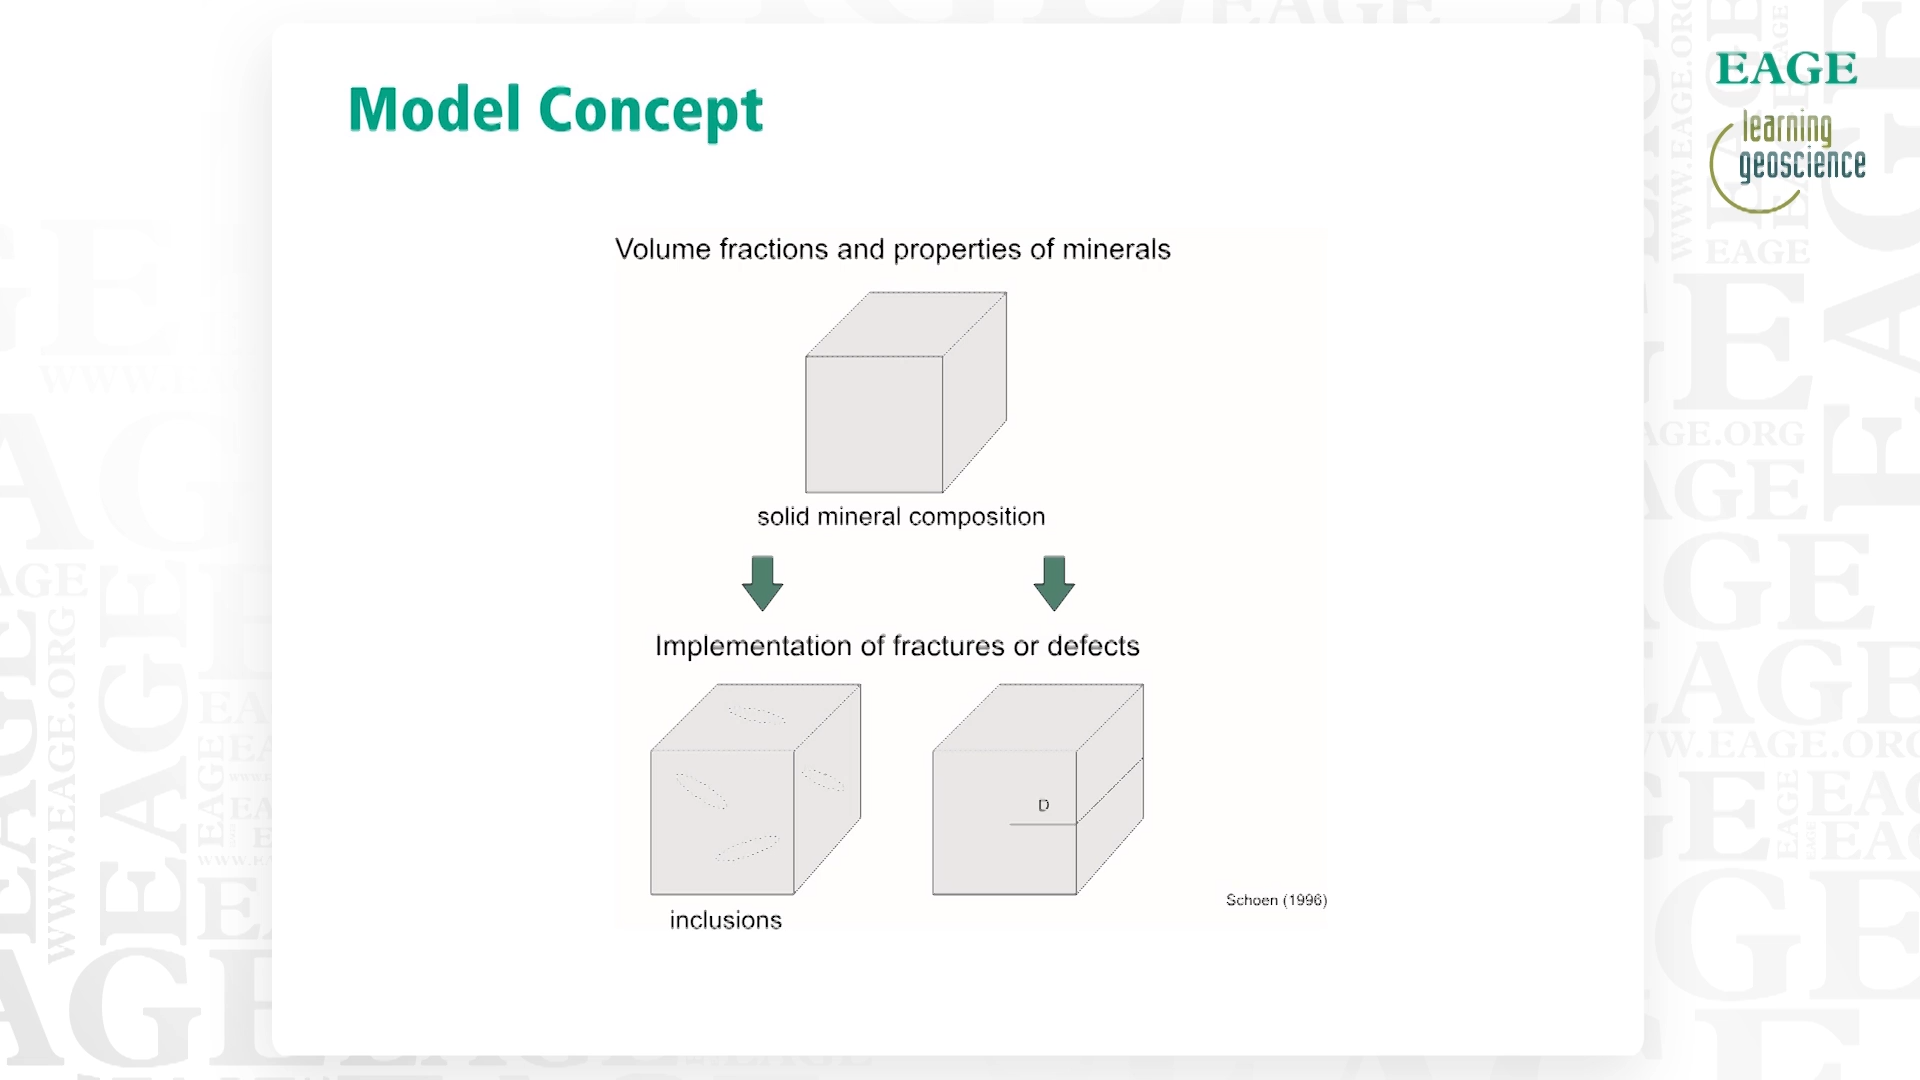 Model Concept
EAGE
learning
geoscience
Volume fractions and properties of minerals
solid mineral composition
Implementation of fractures or defects
D
inclusions
Schoen (1996)